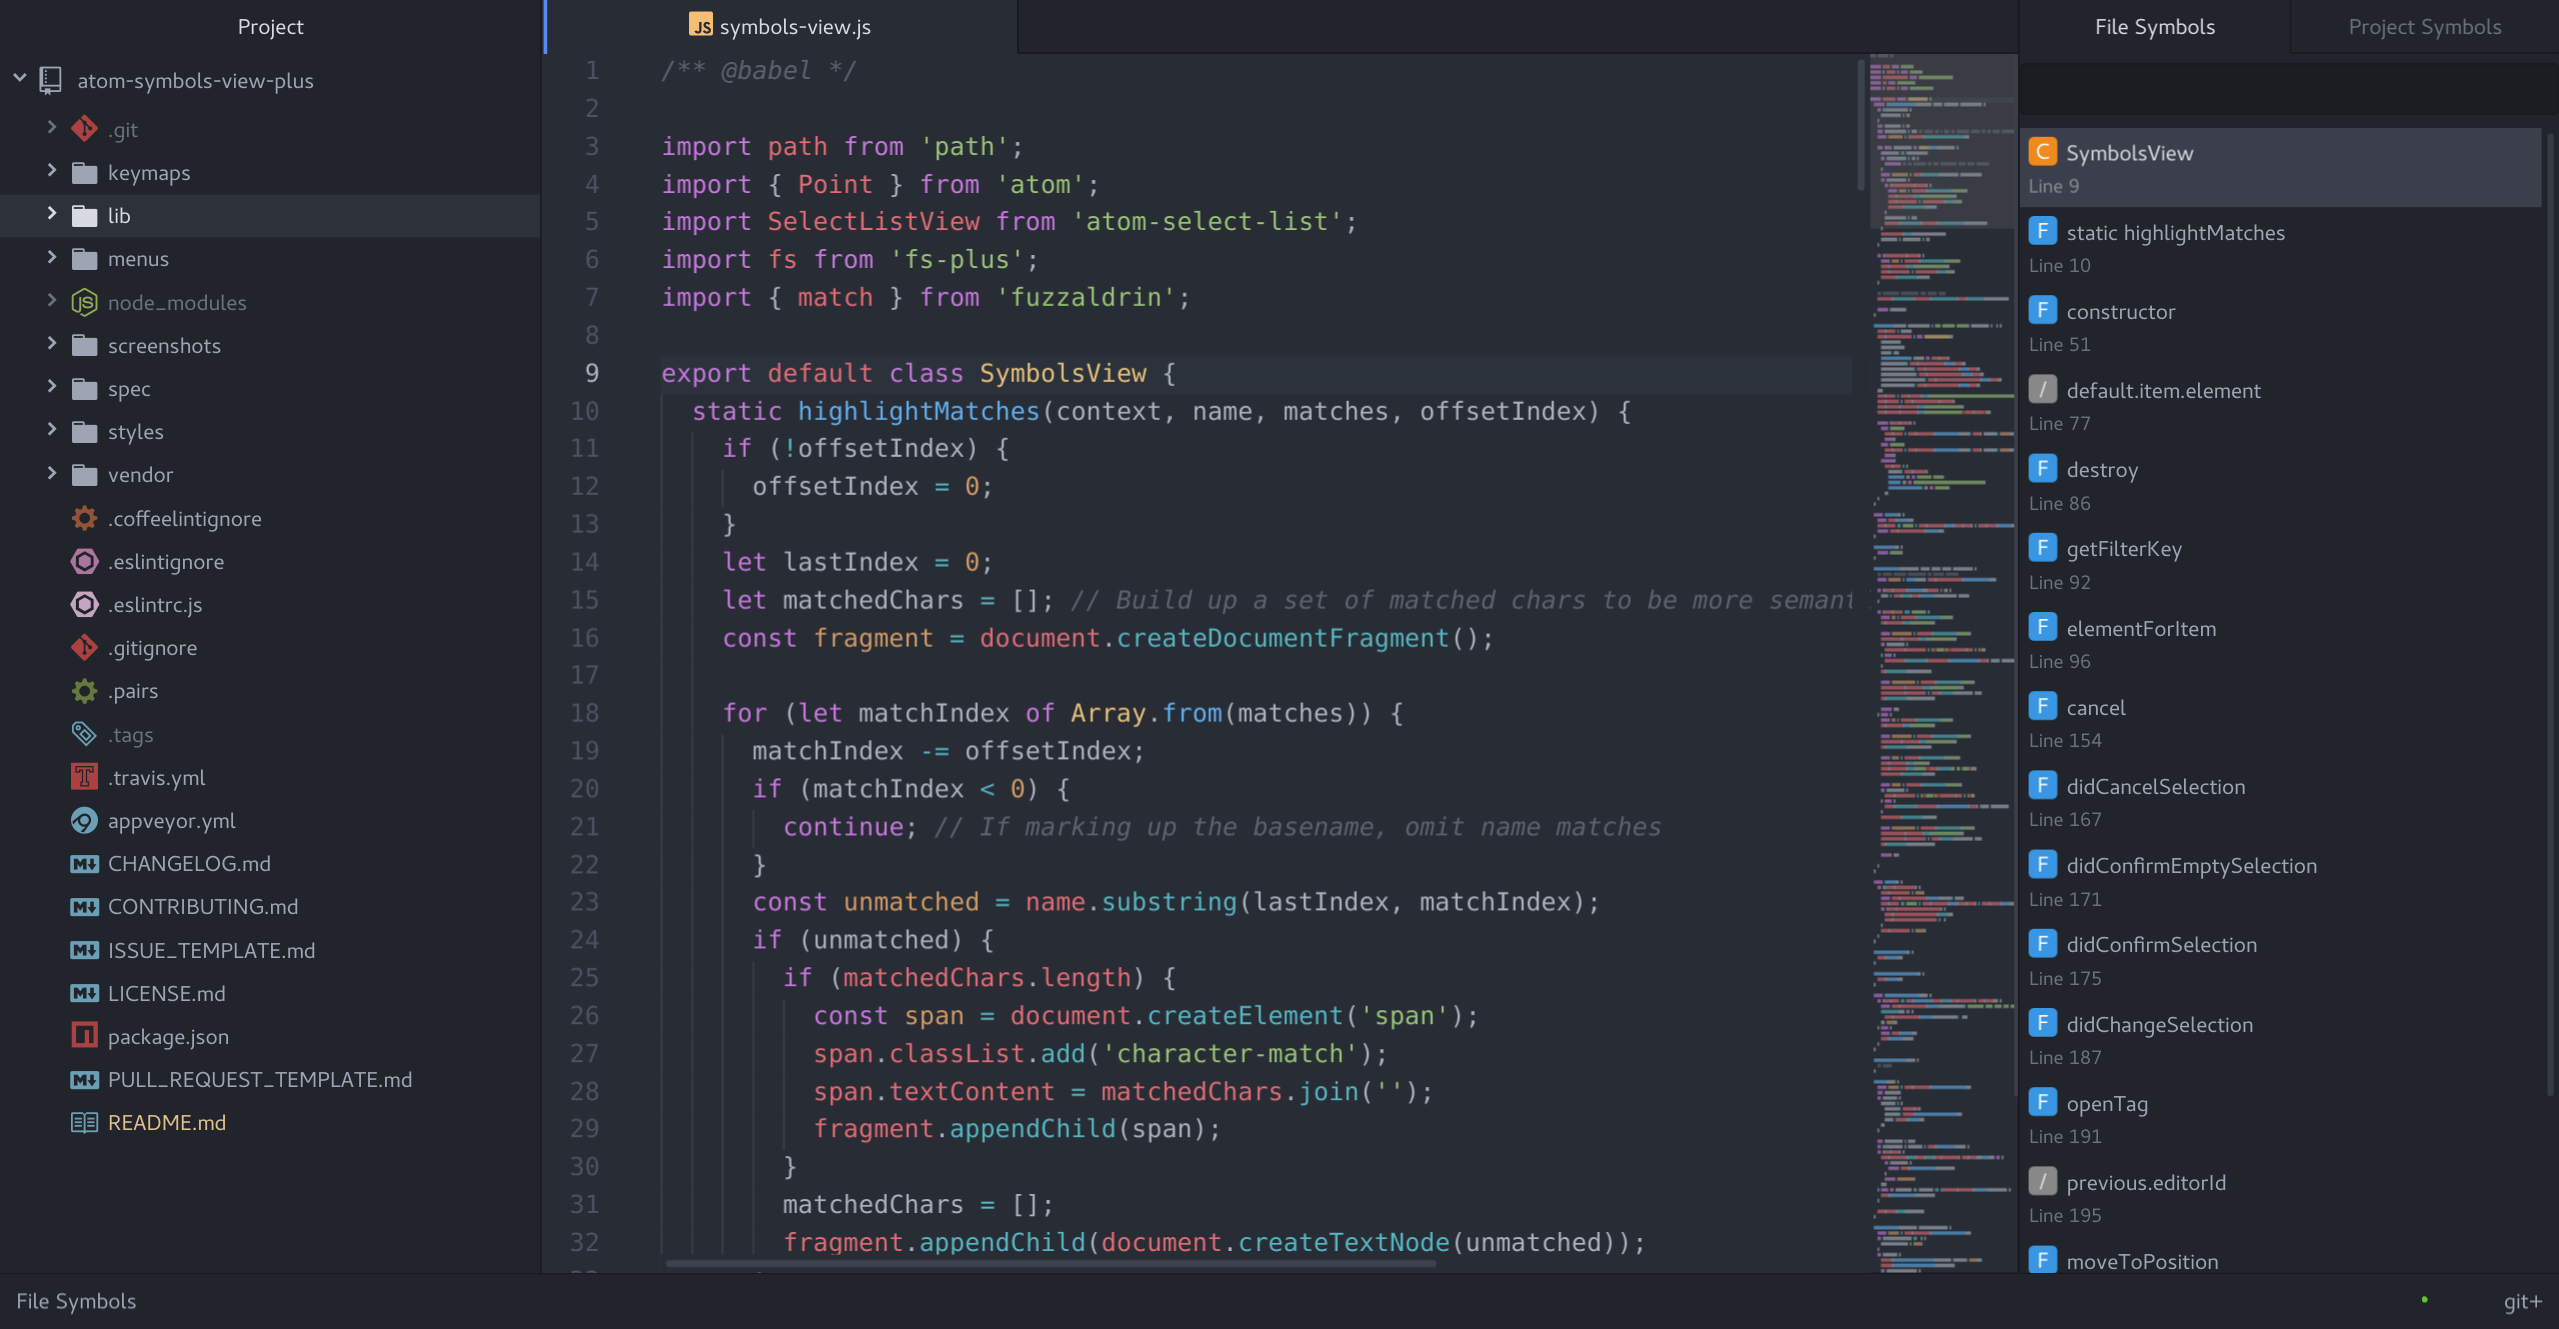 Project
atom-symbols-view-plus
.git
keymaps
lib
menus
node_modules
screenshots
spec
styles
vendor
.coffeelintignore
.eslintignore
.eslintrc.js
.gitignore
.pairs
.tags
.travis.yml
appveyor.yml
CHANGELOG.md
CONTRIBUTING.md
ISSUE_TEMPLATE.md
LICENSE.md
package.json
PULL_REQUEST_TEMPLATE.md
README.md
JS symbols-view.js
1 /** @babel */
2
3 import path from 'path';
4 import { Point } from 'atom';
5 import SelectListView from 'atom-select-list';
6 import fs from 'fs-plus';
7 import { match } from 'fuzzaldrin';
8
9 export default class SymbolsView {
10 static highlightMatches(context, name, matches, offsetIndex) {
11 if (!offsetIndex) {
12 offsetIndex = 0;
13 }
14 let lastIndex = 0;
15 let matchedChars = []; // Build up a set of matched chars to be more semant
16 const fragment = document.createDocumentFragment();
17
18 for (let matchIndex of Array.from(matches)) {
19 matchIndex -= offsetIndex;
20 if (matchIndex < 0) {
21 continue; // If marking up the basename, omit name matches
22 }
23 const unmatched = name.substring(lastIndex, matchIndex);
24 if (unmatched) {
25 if (matchedChars.length) {
26 const span = document.createElement('span');
27 span.classList.add('character-match');
28 span.textContent = matchedChars.join('');
29 fragment.appendChild(span);
30 }
31 matchedChars = [];
32 fragment.appendChild(document.createTextNode(unmatched));
File Symbols
Project Symbols
C SymbolsView
Line 9
F static highlightMatches
Line 10
F constructor
Line 51
/ default.item.element
Line 77
F destroy
Line 86
F getFilterKey
Line 92
F elementForItem
Line 96
F cancel
Line 154
F didCancelSelection
Line 167
F didConfirmEmptySelection
Line 171
F didConfirmSelection
Line 175
F didChangeSelection
Line 187
F openTag
Line 191
/ previous.editorId
Line 195
F moveToPosition
File Symbols
git+